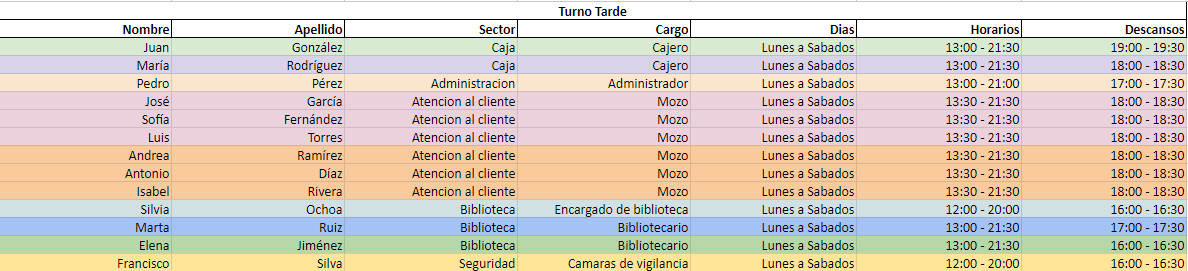 Turno Tarde
Nombre Apellido Sector Cargo Dias Horarios Descansos
Juan González Caja Cajero Lunes a Sabados 13:00 - 21:30 19:00 - 19:30
María Rodríguez Caja Cajero Lunes a Sabados 13:00 - 21:30 18:00 - 18:30
Pedro Pérez Administracion Administrador Lunes a Sabados 13:00 - 21:00 17:00 - 17:30
José García Atencion al cliente Mozo Lunes a Sabados 13:30 - 21:30 18:00 - 18:30
Sofía Fernández Atencion al cliente Mozo Lunes a Sabados 13:30 - 21:30 18:00 - 18:30
Luis Torres Atencion al cliente Mozo Lunes a Sabados 13:30 - 21:30 18:00 - 18:30
Andrea Ramírez Atencion al cliente Mozo Lunes a Sabados 13:30 - 21:30 18:00 - 18:30
Antonio Díaz Atencion al cliente Mozo Lunes a Sabados 13:30 - 21:30 18:00 - 18:30
Isabel Rivera Atencion al cliente Mozo Lunes a Sabados 13:30 - 21:30 18:00 - 18:30
Silvia Ochoa Biblioteca Encargado de biblioteca Lunes a Sabados 12:00 - 20:00 16:00 - 16:30
Marta Ruiz Biblioteca Bibliotecario Lunes a Sabados 13:00 - 21:30 17:00 - 17:30
Elena Jiménez Biblioteca Bibliotecario Lunes a Sabados 13:00 - 21:30 16:00 - 16:30
Francisco Silva Seguridad Camaras de vigilancia Lunes a Sabados 12:00 - 20:00 16:00 - 16:30